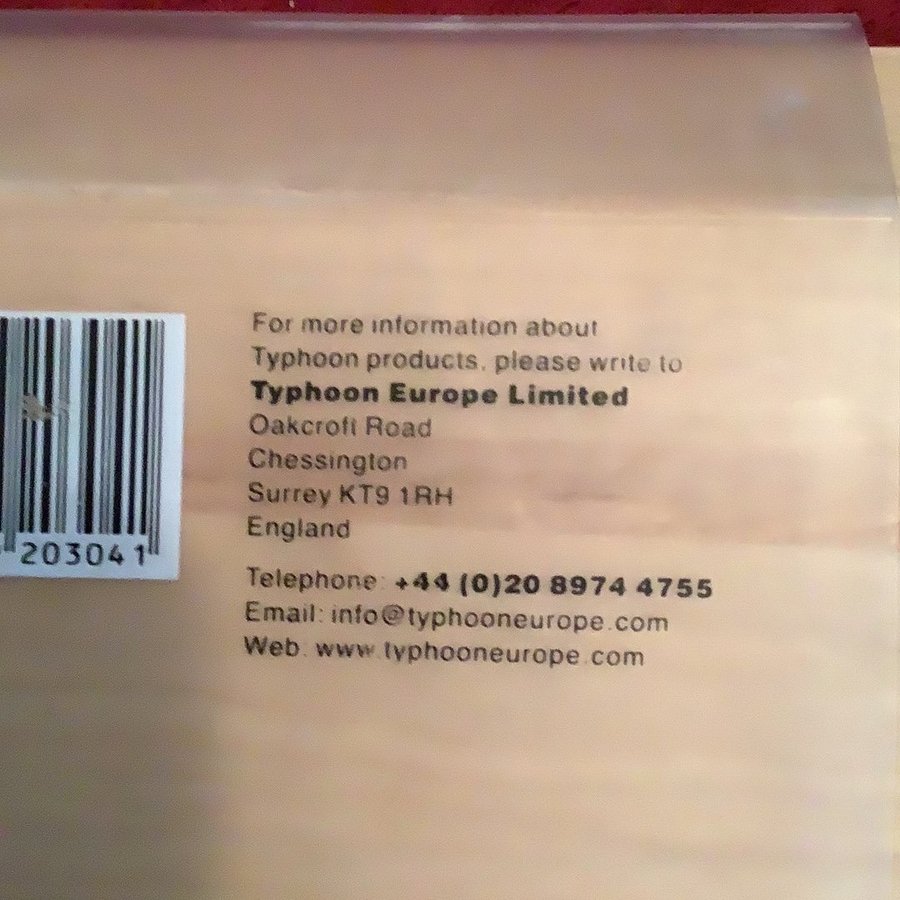 For more information about
Typhoon products, please write to
Typhoon Europe Limited
Oakcroft Road
Chessington
Surrey KT9 1RH
England
203041
Telephone: +44 (0)20 8974 4755
Email: info@typhooneurope.com
Web: www.typhooneurope.com